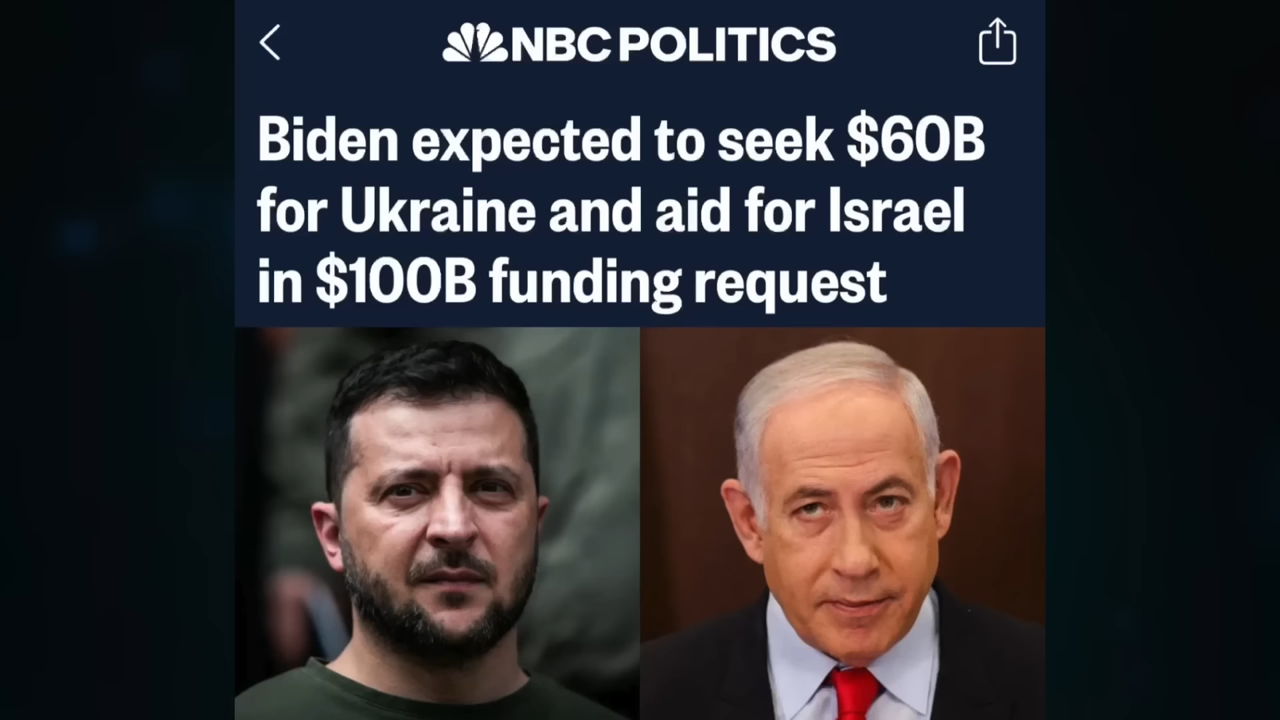 NBC POLITICS
Biden expected to seek $60B
for Ukraine and aid for Israel
in $100B funding request